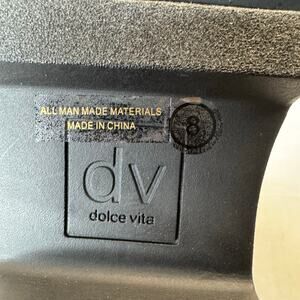 ALL MAN MADE MATERIALS
MADE IN CHINA
8
dv
dolce vita